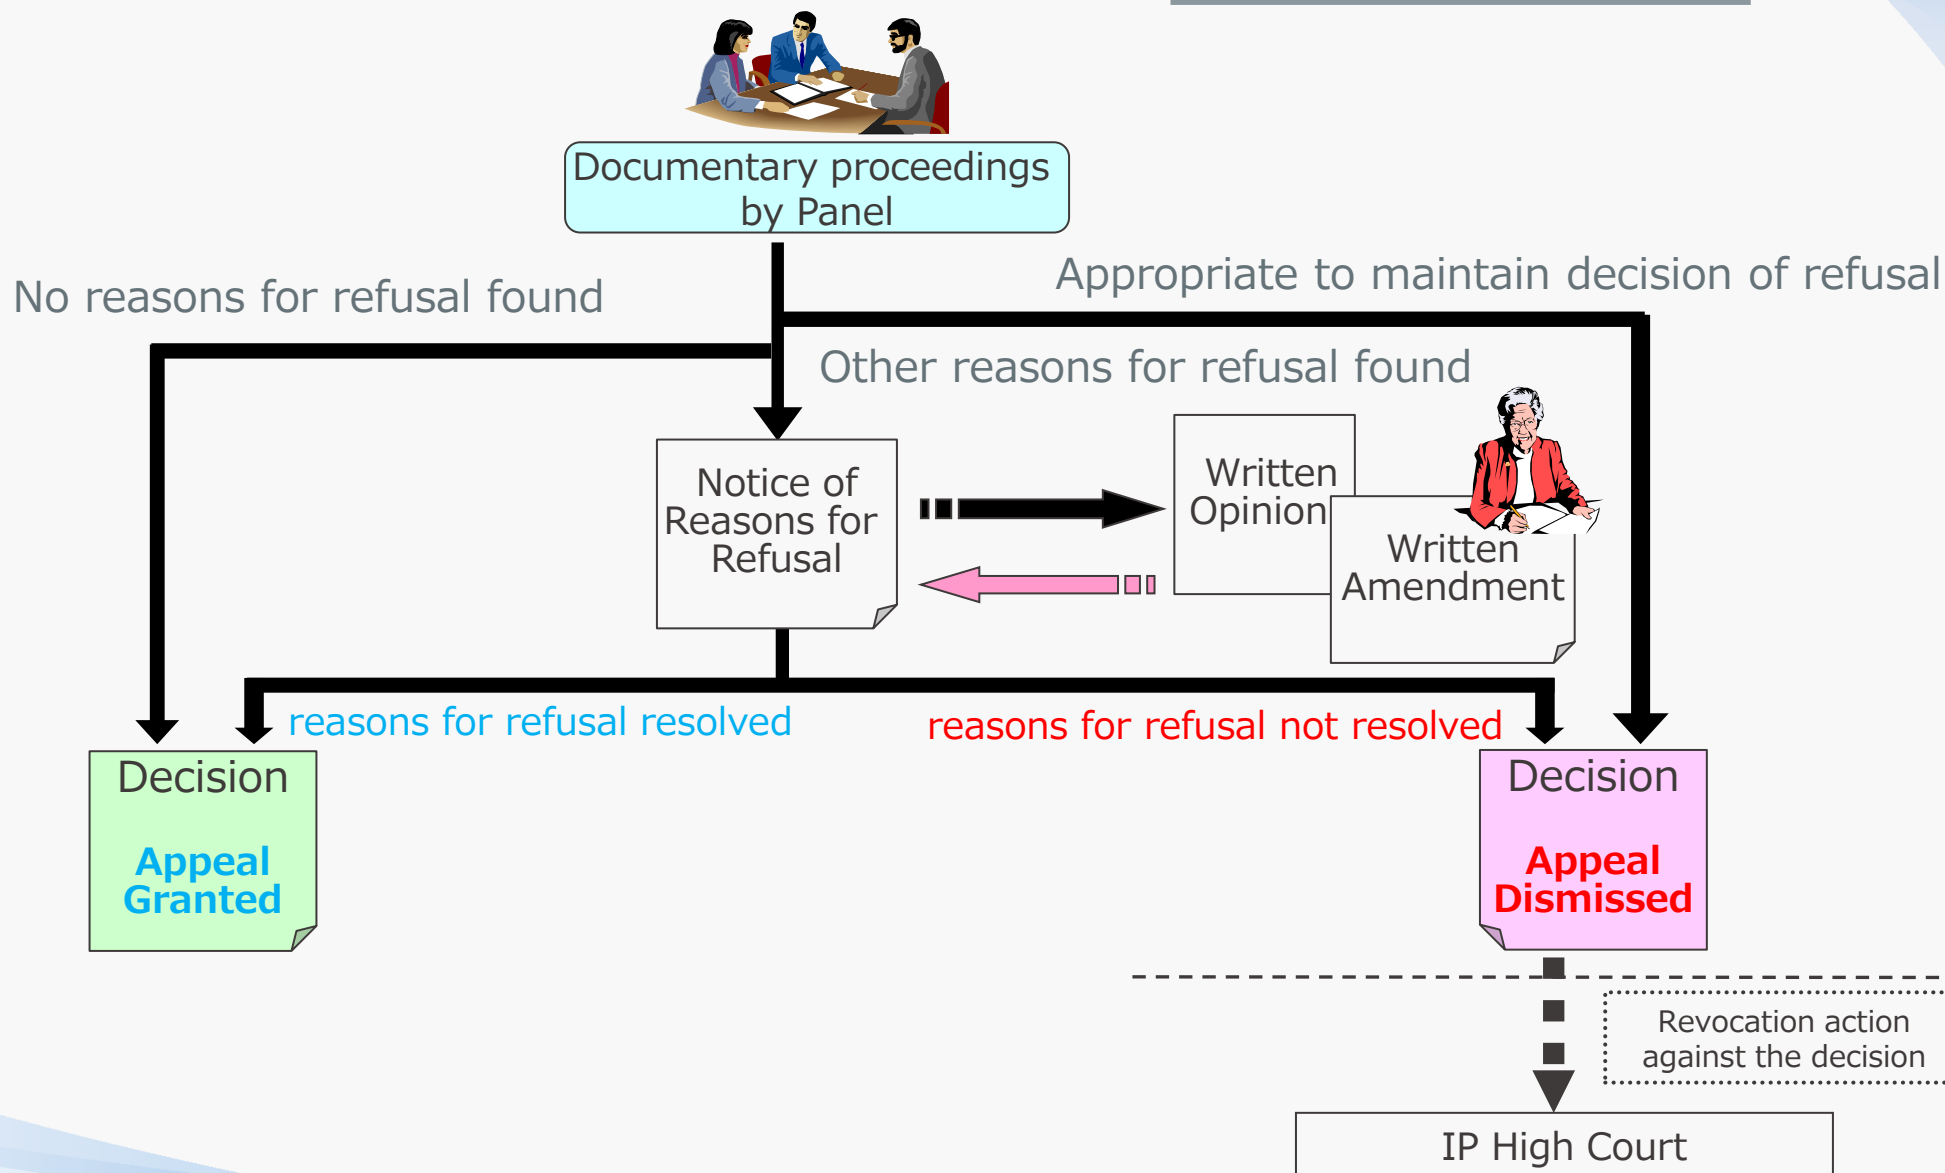 Documentary proceedings
by Panel
No reasons for refusal found
Appropriate to maintain decision of refusal
Other reasons for refusal found
Notice of
Reasons for
Refusal
Written
Opinion
Written
Amendment
reasons for refusal resolved
reasons for refusal not resolved
Decision
Appeal
Granted
Decision
Appeal
Dismissed
Revocation action
against the decision
IP High Court